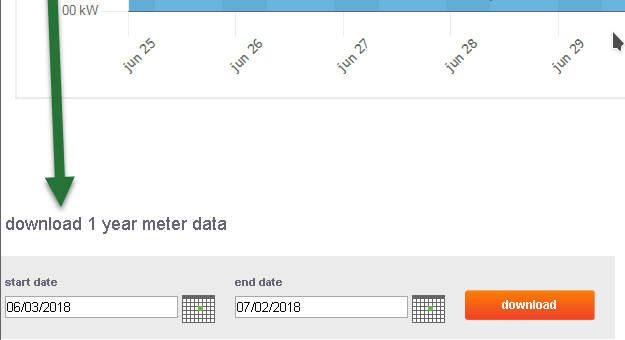 00 kW
jun 25 jun 26 jun 27 jun 28 jun 29
download 1 year meter data
start date end date
06/03/2018 07/02/2018 download